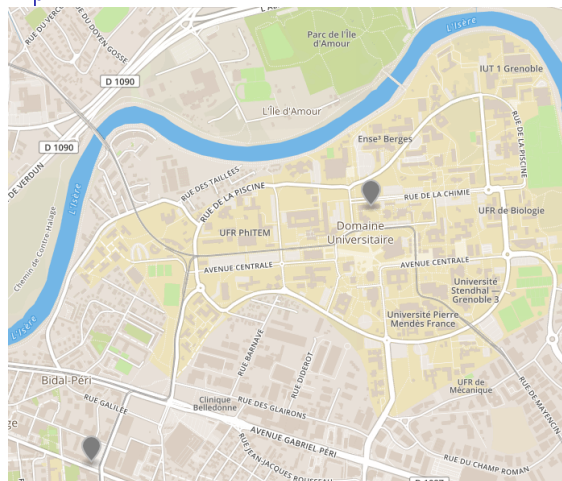 RUE DU VERCO
RUE DU DOYEN GOSSE
D 1090
Parc de l'Île
d'Amour
L'Isère
IUT 1 Grenoble
L'Île d'Amour
D 1090
Ense³ Berges
RUE DE LA PISCINE
DE VERDUN
L'Isère
Chemin de Contre Halage
RUE DES TAILLÉES
RUE DE LA PISCINE
RUE DE LA CHIMIE
UFR de Biologie
UFR PhITEM
Domaine
Universitaire
AVENUE CENTRALE
AVENUE CENTRALE
Université
Stendhal —
Grenoble 3
L'Isère
Université Pierre
Mendès France
RUE BARNAVE
RUE DIDEROT
Bidal-Péri
RUE GALILÉE
Clinique
Belledonne
RUE DES GLAIRONS
UFR de
Mécanique
RUE DE MAYENCIN
AVENUE GABRIEL PÉRI
RUE JEAN-JACQUES ROUSSEAU
RUE DU CHAMP ROMAN